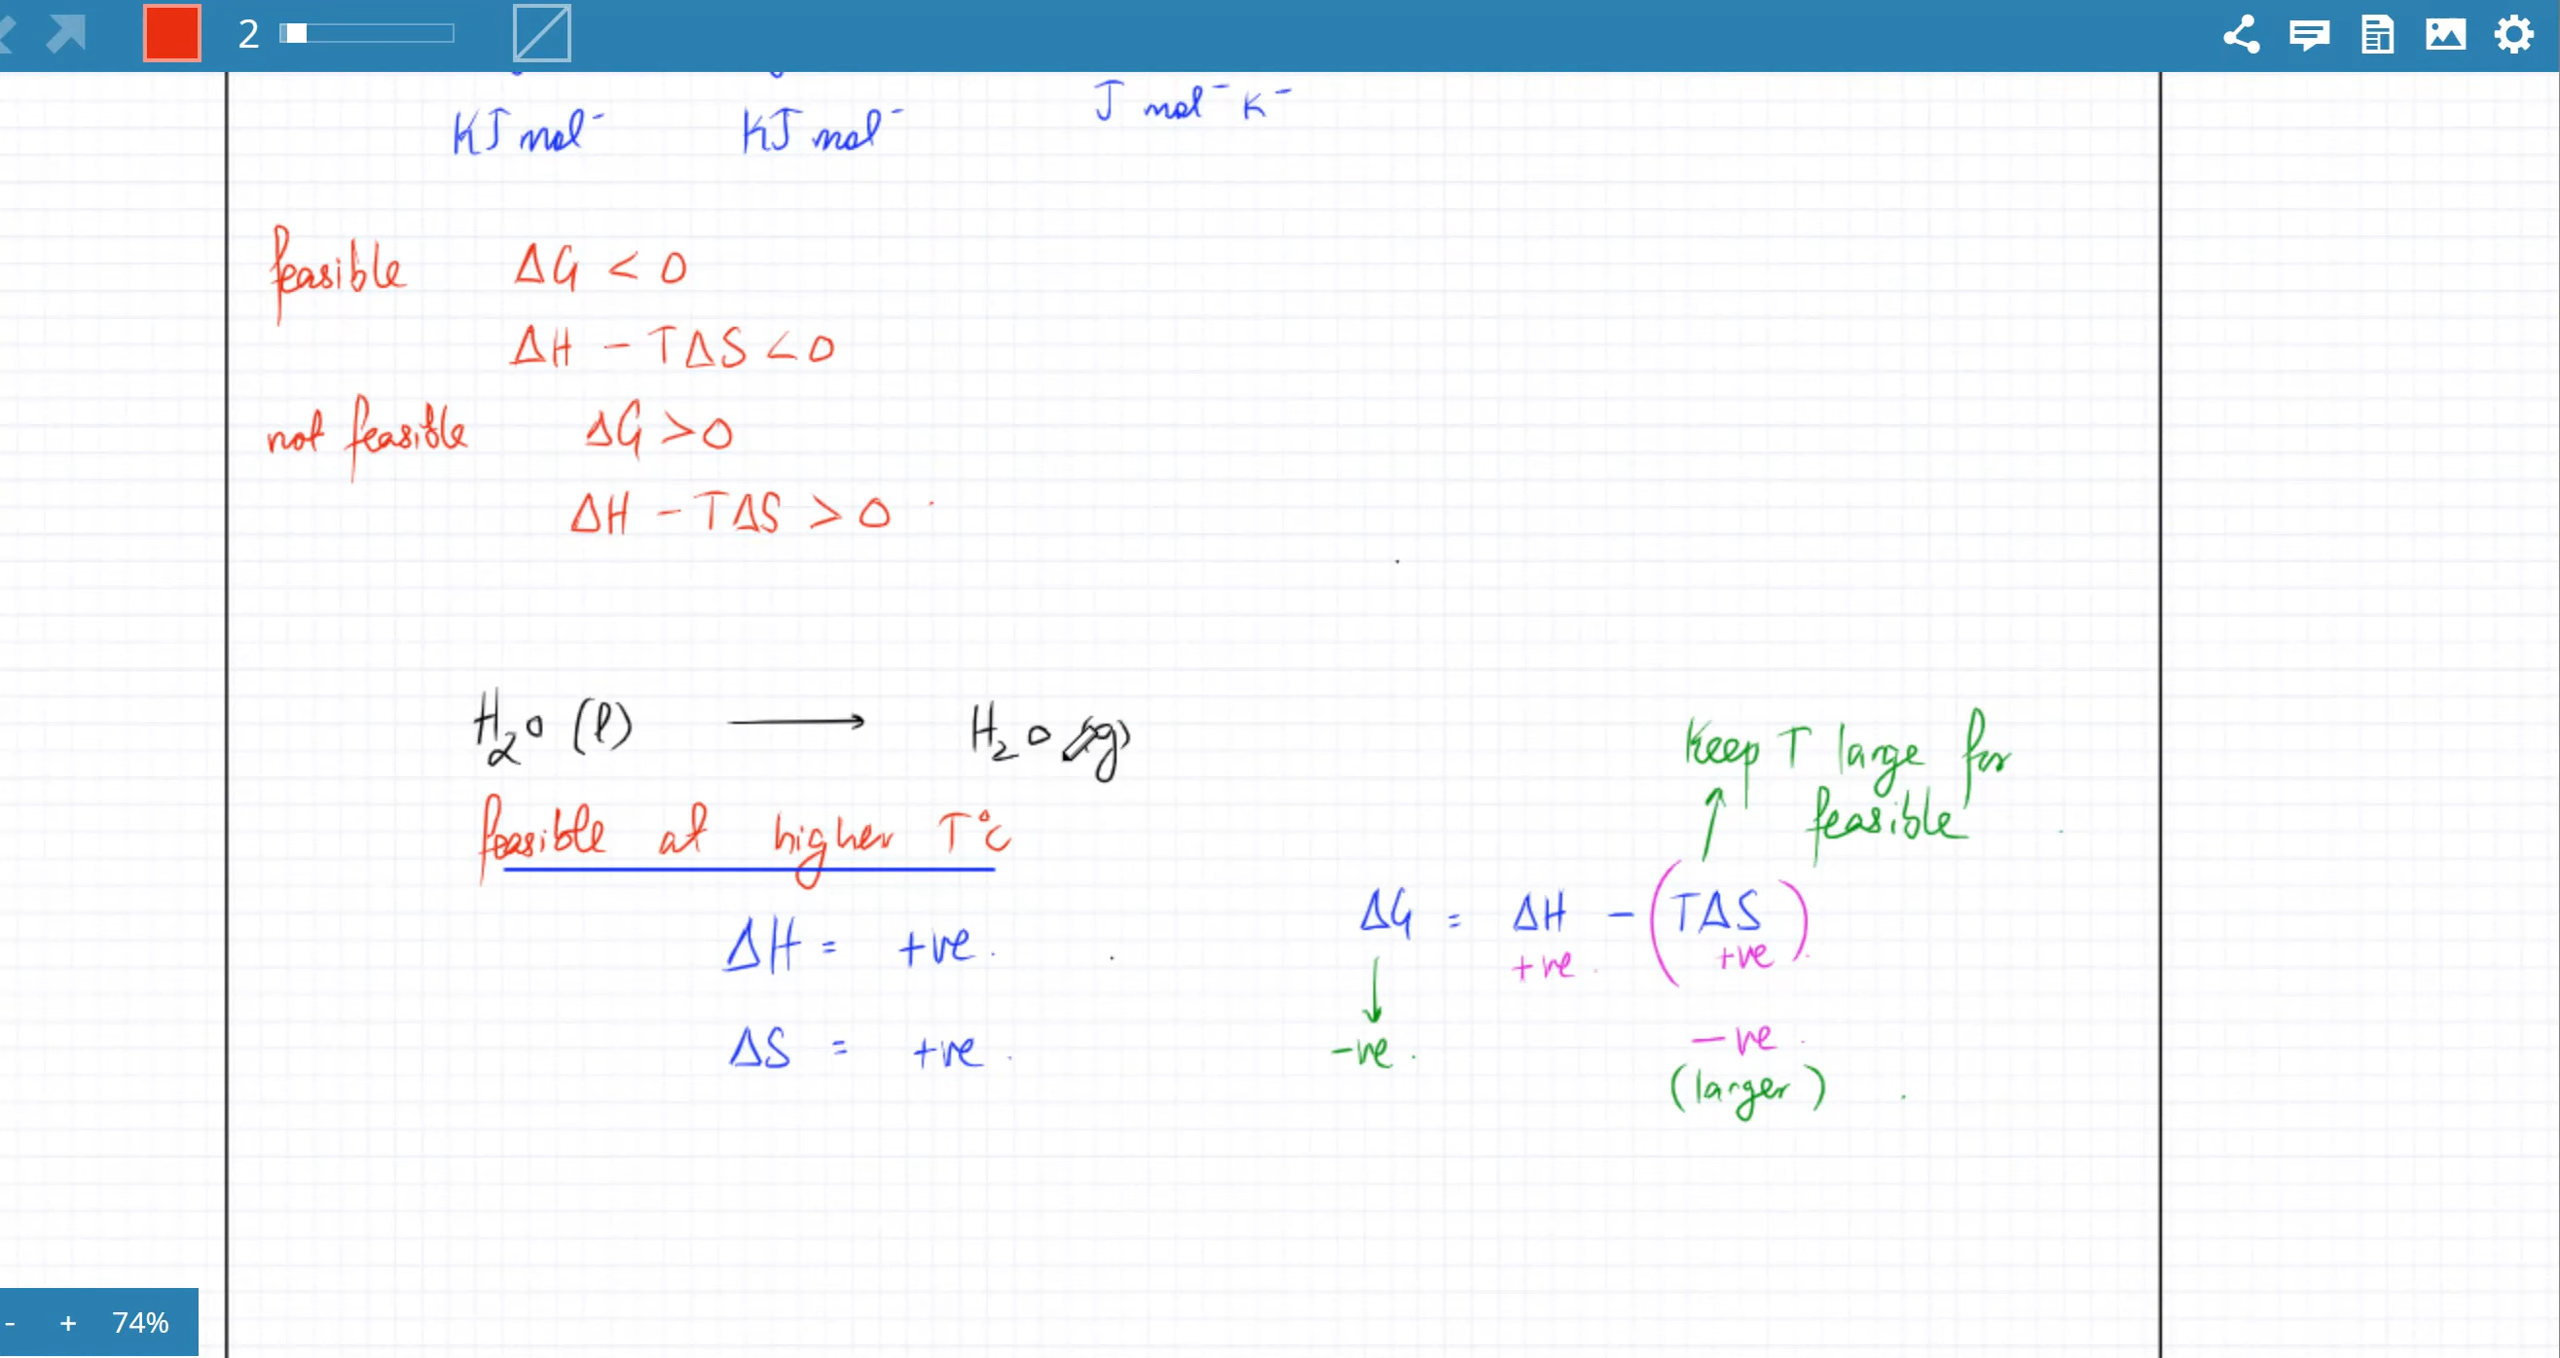 2
KJ mol⁻ KJ mol⁻ J mol⁻ K⁻
feasible ΔG < 0
ΔH - TΔS < 0
not feasible ΔG > 0
ΔH - TΔS > 0
H₂O (l) → H₂O (g)
feasible at higher T°C
ΔH = +ve.
ΔS = +ve.
Keep T large for
feasible
ΔG = ΔH - (TΔS)
+ve. +ve
-ve. -ve.
(larger)
- + 74%